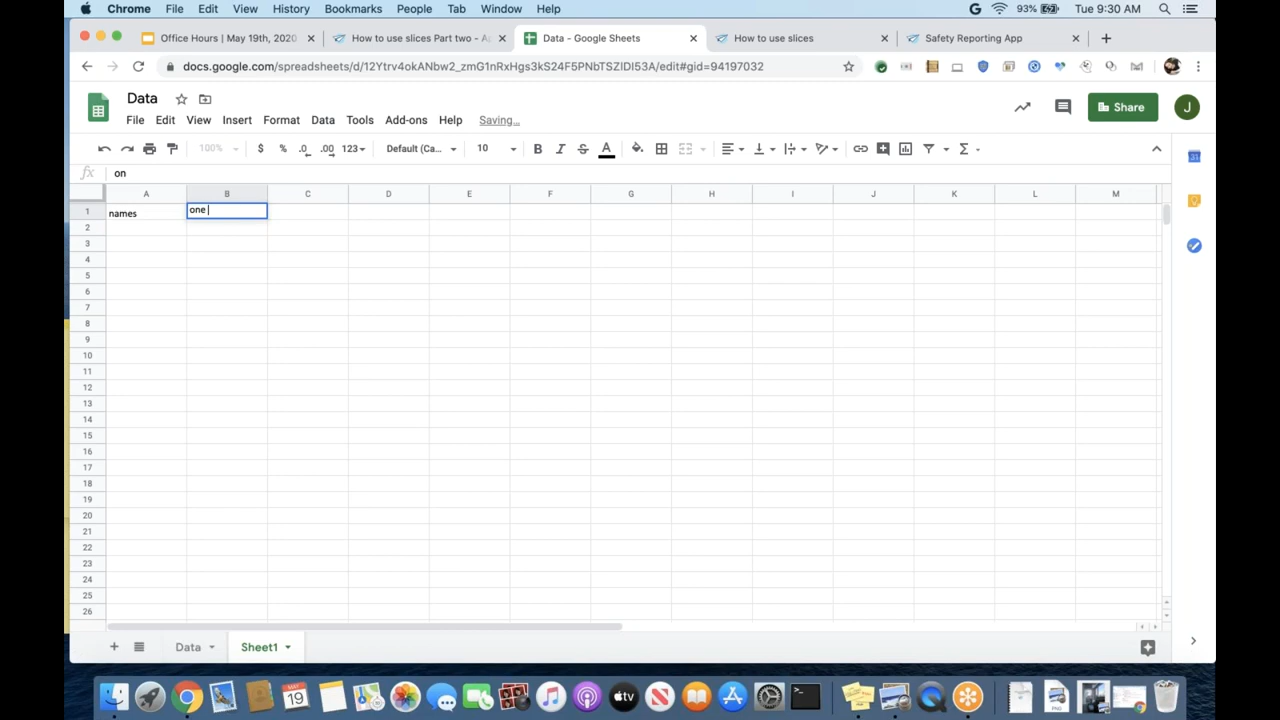 Chrome File Edit View History Bookmarks People Tab Window Help 93% Tue 9:30 AM
Office Hours | May 19th, 2020 How to use slices Part two - A Data - Google Sheets How to use slices Safety Reporting App
docs.google.com/spreadsheets/d/12Ytrv4okANbw2_zmG1nRxHgs3kS24F5PNbTSZIDI53A/edit#gid=94197032
Data
File Edit View Insert Format Data Tools Add-ons Help Saving...
Share
J
100% $ % .0 .00 123 Default (Ca... 10 B I S A
fx on
A B C D E F G H I J K L M
1 names one
2
3
4
5
6
7
8
9
10
11
12
13
14
15
16
17
18
19
20
21
22
23
24
25
26
Data Sheet1
MAY
19
tv